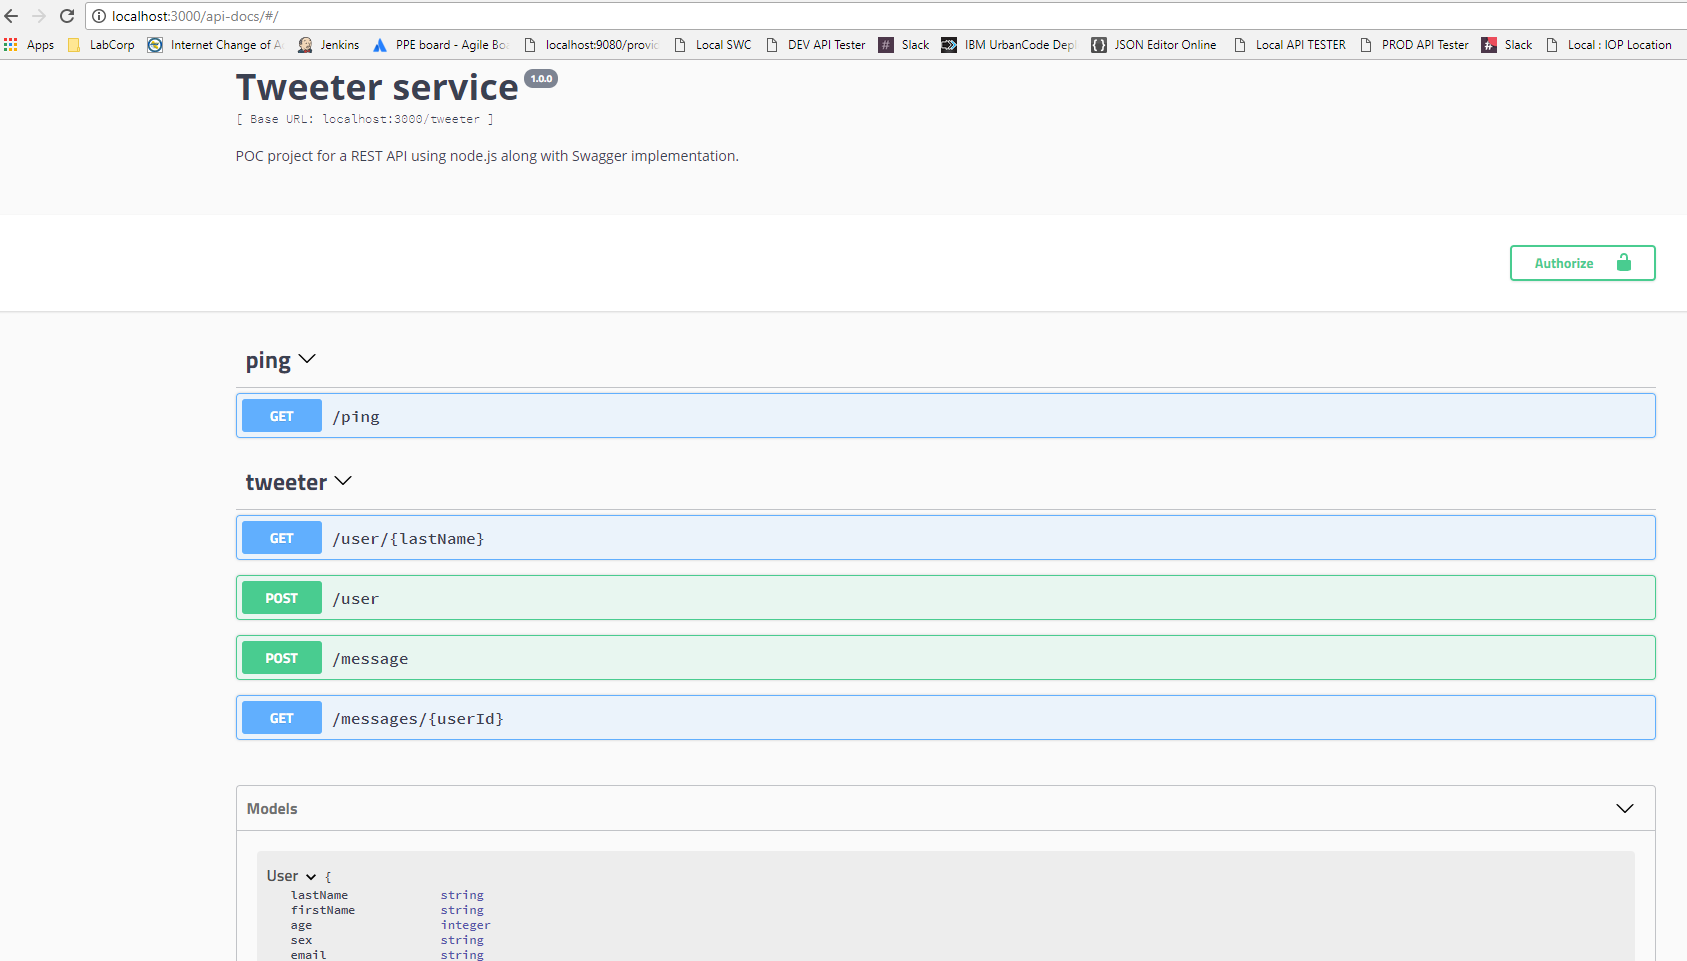 localhost:3000/api-docs/#/
Apps LabCorp Internet Change of A Jenkins PPE board - Agile Bo localhost:9080/provi Local SWC DEV API Tester Slack IBM UrbanCode Depl JSON Editor Online Local API TESTER PROD API Tester Slack Local : IOP Location
Tweeter service 1.0.0
[ Base URL: localhost:3000/tweeter ]
POC project for a REST API using node.js along with Swagger implementation.
Authorize
ping
GET /ping
tweeter
GET /user/{lastName}
POST /user
POST /message
GET /messages/{userId}
Models
User {
lastName string
firstName string
age integer
sex string
email string